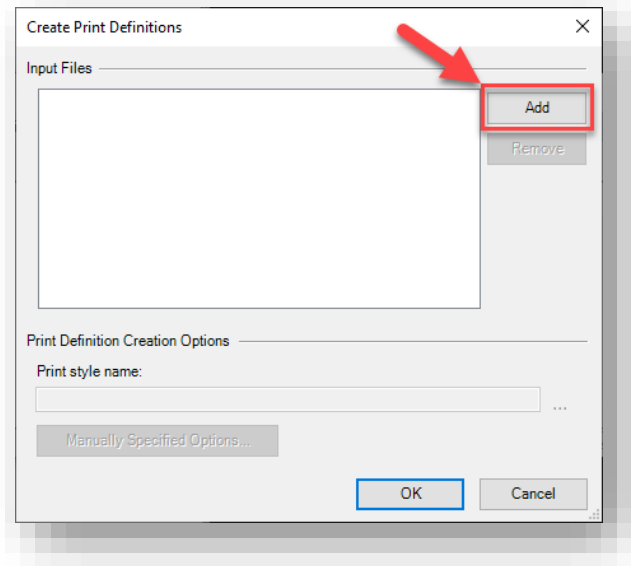 Create Print Definitions
Input Files
Add
Remove
Print Definition Creation Options
Print style name:
...
Manually Specified Options...
OK
Cancel